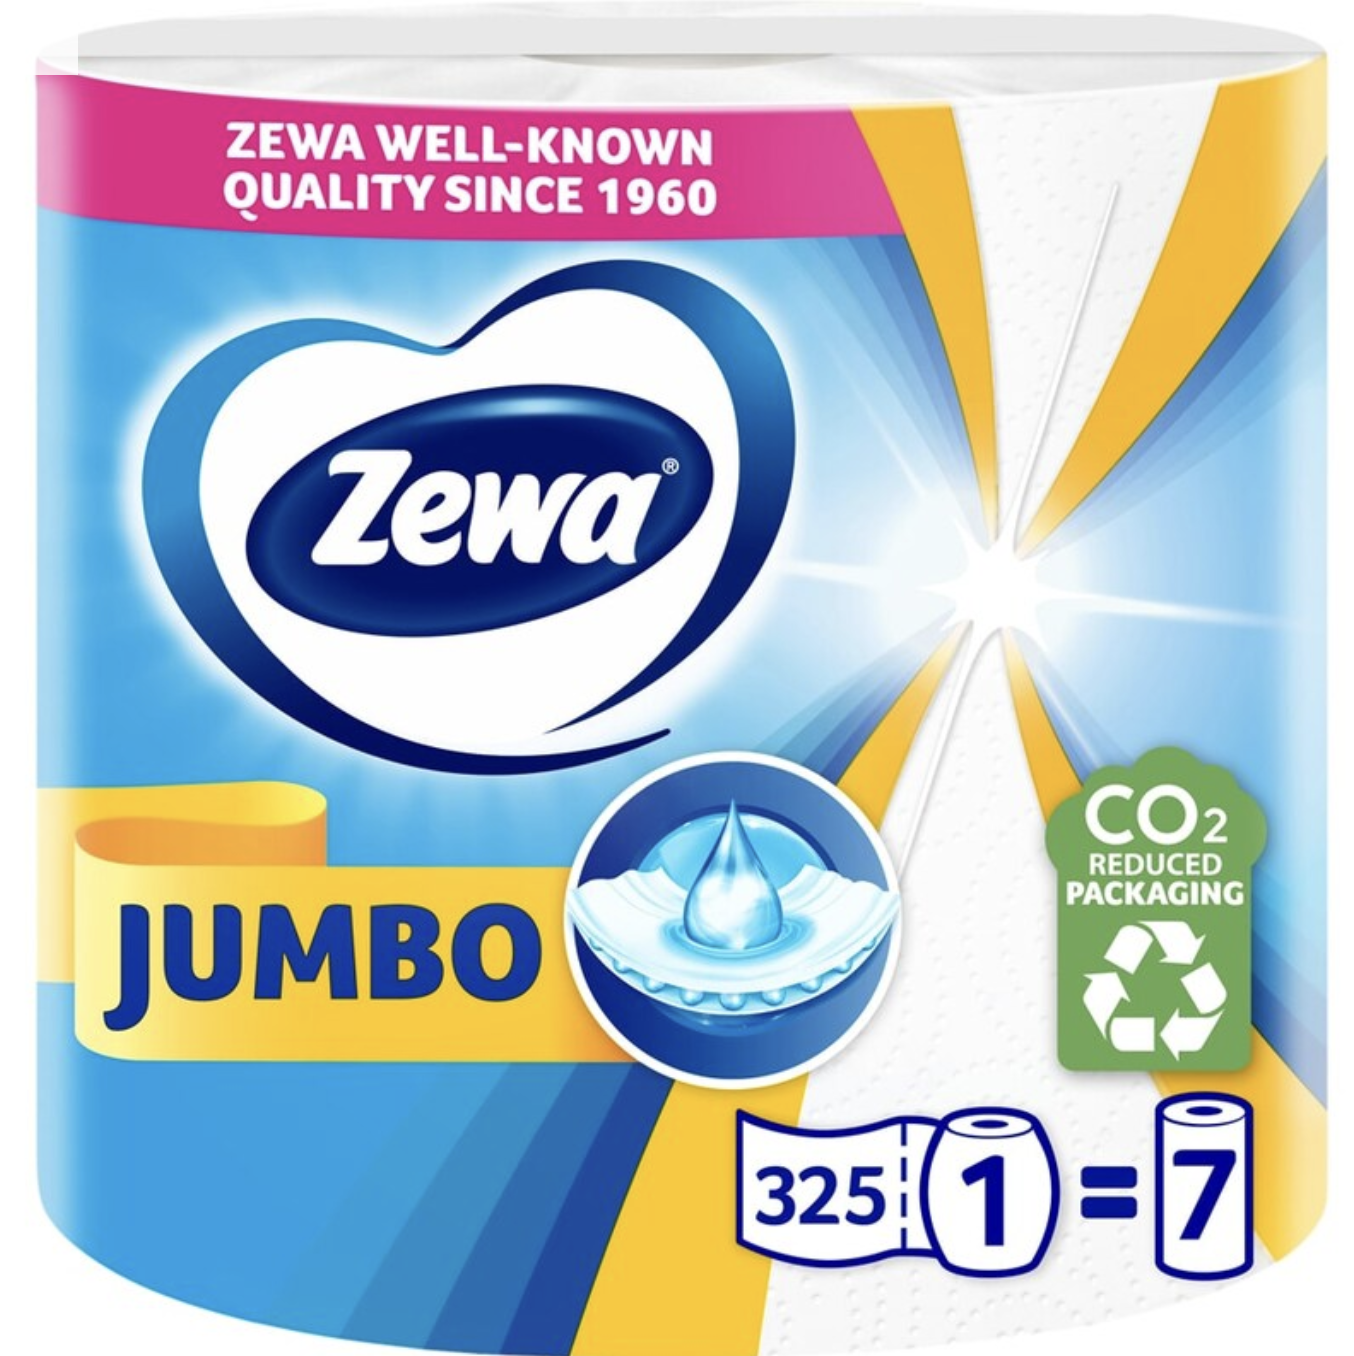 ZEWA WELL-KNOWN
QUALITY SINCE 1960
Zewa®
JUMBO
CO2
REDUCED
PACKAGING
325 1 = 7